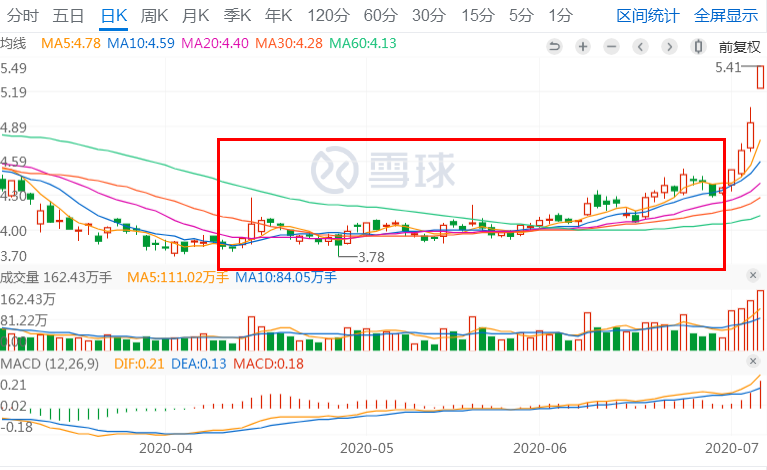 分时 五日 日K 周K 月K 季K 年K 120分 60分 30分 15分 5分 1分 区间统计 全屏显示
均线 MA5:4.78 MA10:4.59 MA20:4.40 MA30:4.28 MA60:4.13
前复权
5.49
5.41
5.19
4.89
4.59
雪球
4.30
4.00
3.70
3.78
成交量 162.43万手 MA5:111.02万手 MA10:84.05万手
162.43万
81.22万
MACD (12,26,9) DIF:0.21 DEA:0.13 MACD:0.18
0.21
0.02
-0.18
2020-04 2020-05 2020-06 2020-07